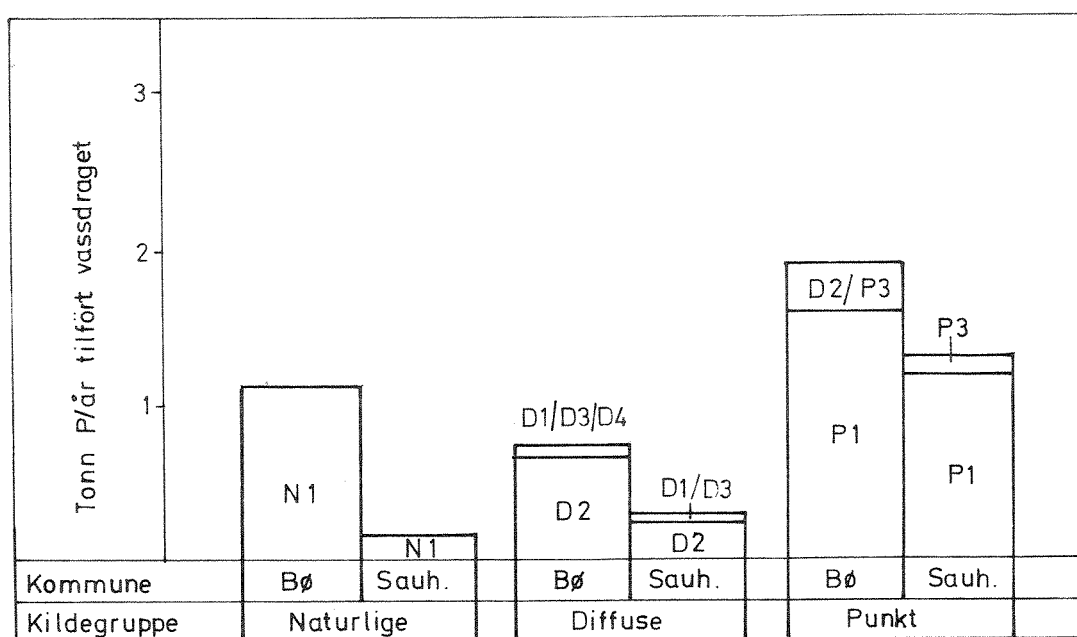 Tonn P/år tilfört vassdraget
3
2
1
N1
N1
D1/D3/D4
D2
D1/D3
D2
D2/P3
P1
P3
P1
Kommune Bø Sauh. Bø Sauh. Bø Sauh.
Kildegruppe Naturlige Diffuse Punkt